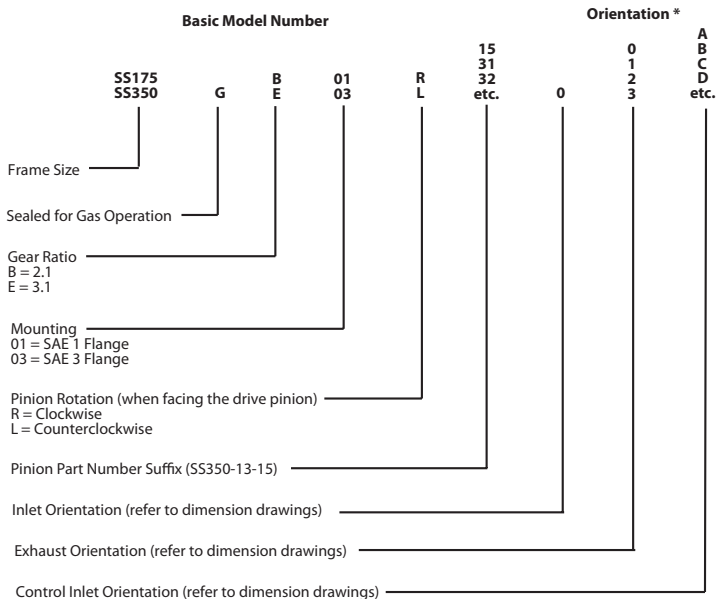 Basic Model Number
Orientation *
A
15 0 B
31 1 C
SS175 B 01 R 32 2 D
SS350 G E 03 L etc. 0 3 etc.
Frame Size
Sealed for Gas Operation
Gear Ratio
B = 2.1
E = 3.1
Mounting
01 = SAE 1 Flange
03 = SAE 3 Flange
Pinion Rotation (when facing the drive pinion)
R = Clockwise
L = Counterclockwise
Pinion Part Number Suffix (SS350-13-15)
Inlet Orientation (refer to dimension drawings)
Exhaust Orientation (refer to dimension drawings)
Control Inlet Orientation (refer to dimension drawings)